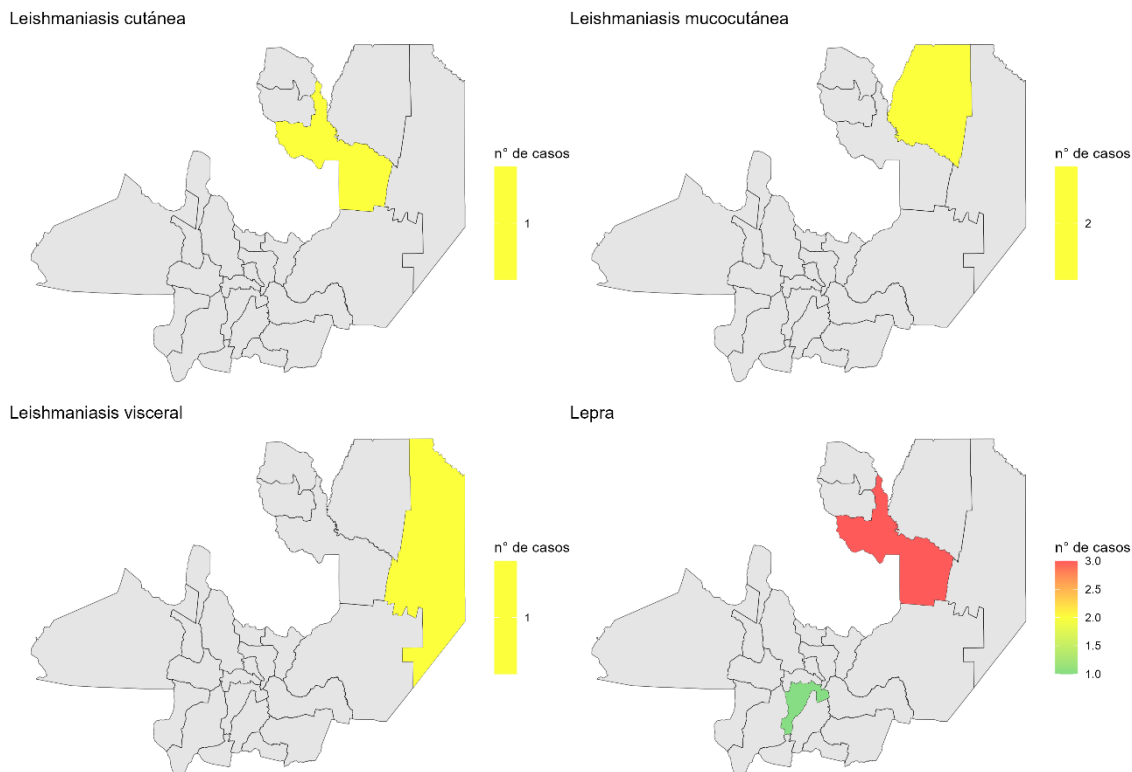 Leishmaniasis cutánea
n° de casos
1
Leishmaniasis mucocutánea
n° de casos
2
Leishmaniasis visceral
n° de casos
1
Lepra
n° de casos
3.0
2.5
2.0
1.5
1.0